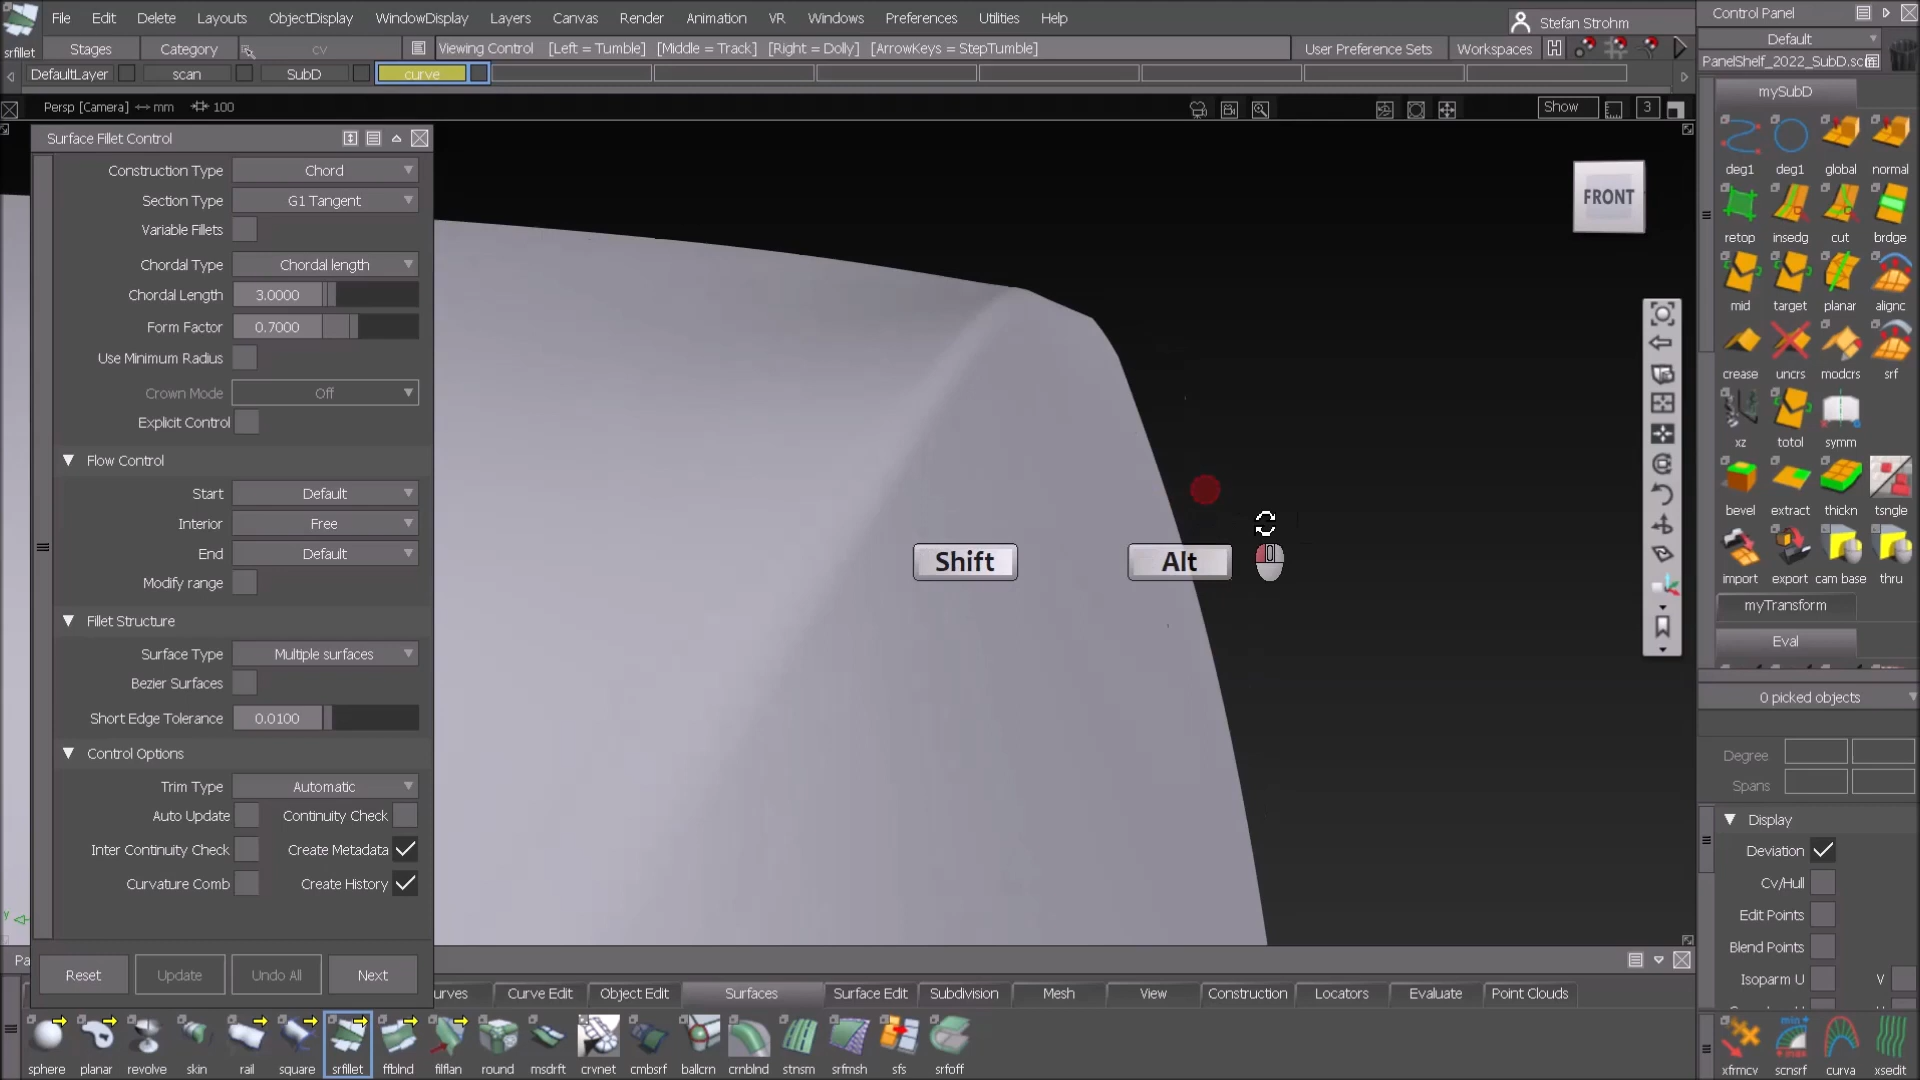 File Edit Delete Layouts ObjectDisplay WindowDisplay Layers Canvas Render Animation VR Windows Preferences Utilities Help
Stefan Strohm
srfillet
Stages Category cv Viewing Control [Left = Tumble] [Middle = Track] [Right = Dolly] [ArrowKeys = StepTumble] User Preference Sets Workspaces
DefaultLayer scan SubD curve
Persp [Camera] mm 100 Show 3
Surface Fillet Control
Construction Type Chord
Section Type G1 Tangent
Variable Fillets
Chordal Type Chordal length
Chordal Length 3.0000
Form Factor 0.7000
Use Minimum Radius
Crown Mode Off
Explicit Control
Flow Control
Start Default
Interior Free
End Default
Modify range
Fillet Structure
Surface Type Multiple surfaces
Bezier Surfaces
Short Edge Tolerance 0.0100
Control Options
Trim Type Automatic
Auto Update Continuity Check
Inter Continuity Check Create Metadata
Curvature Comb Create History
Reset Update Undo All Next
FRONT
Shift Alt
Y
Pa
urves Curve Edit Object Edit Surfaces Surface Edit Subdivision Mesh View Construction Locators Evaluate Point Clouds
sphere planar revolve skin rail square srfillet ffblnd filflan round msdrft crvnet cmbsrf ballcrn crnblnd stnsm srfmsh sfs srfoff
Control Panel
Default
PanelShelf_2022_SubD.sc
mySubD
deg1 deg1 global normal
retop insedg cut brdge
mid target planar alignc
crease uncrs modcrs srf
xz totol symm
bevel extract thickn tsngle
import export cam base thru
myTransform
Eval
0 picked objects
Degree
Spans
Display
Deviation
Cv/Hull
Edit Points
Blend Points
Isoparm U V
xfrmcv scnsrf curva xsedit